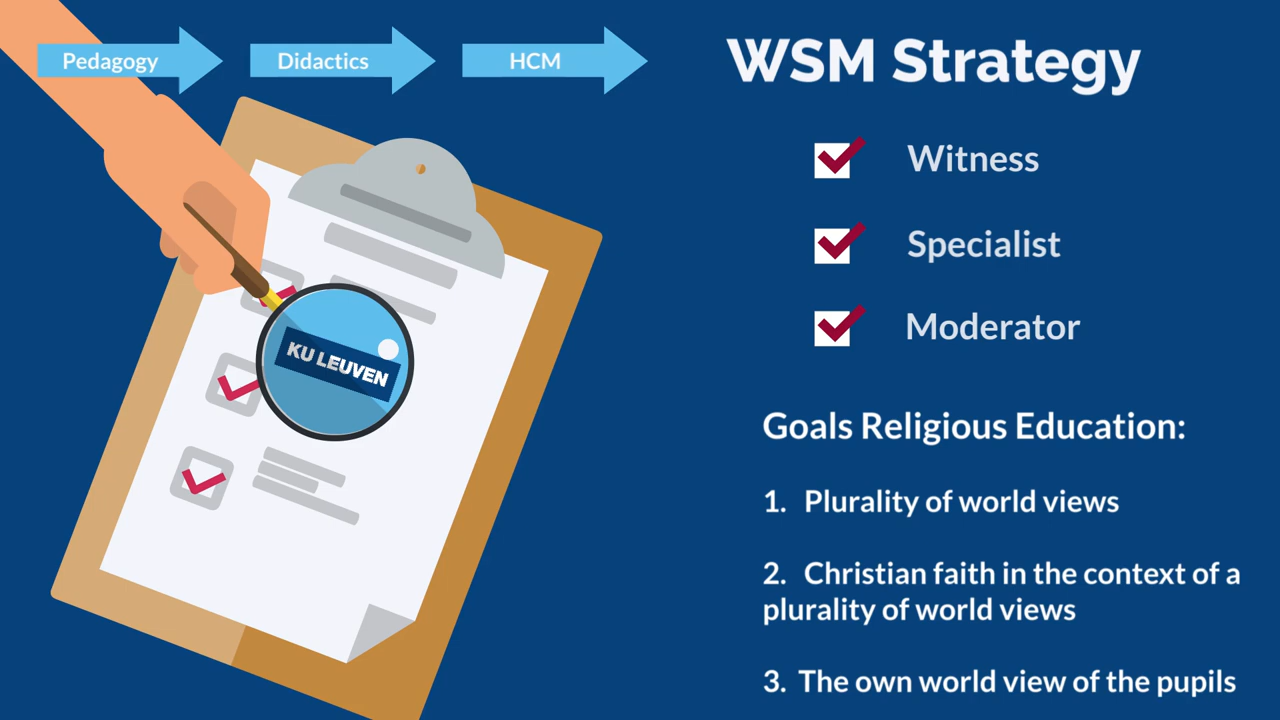 Pedagogy
Didactics
HCM
WSM Strategy
Witness
Specialist
Moderator
KU LEUVEN
Goals Religious Education:
1. Plurality of world views
2. Christian faith in the context of a
plurality of world views
3. The own world view of the pupils